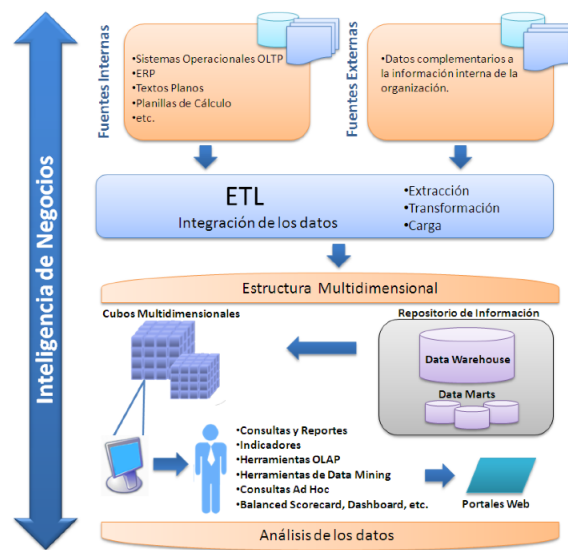 Inteligencia de Negocios
Fuentes Internas
•Sistemas Operacionales OLTP
•ERP
•Textos Planos
•Planillas de Cálculo
•etc.
Fuentes Externas
•Datos complementarios a
la información interna de la
organización.
ETL
Integración de los datos
•Extracción
•Transformación
•Carga
Estructura Multidimensional
Cubos Multidimensionales
Repositorio de Información
Data Warehouse
Data Marts
•Consultas y Reportes
•Indicadores
•Herramientas OLAP
•Herramientas de Data Mining
•Consultas Ad Hoc
•Balanced Scorecard, Dashboard, etc.
Portales Web
Análisis de los datos